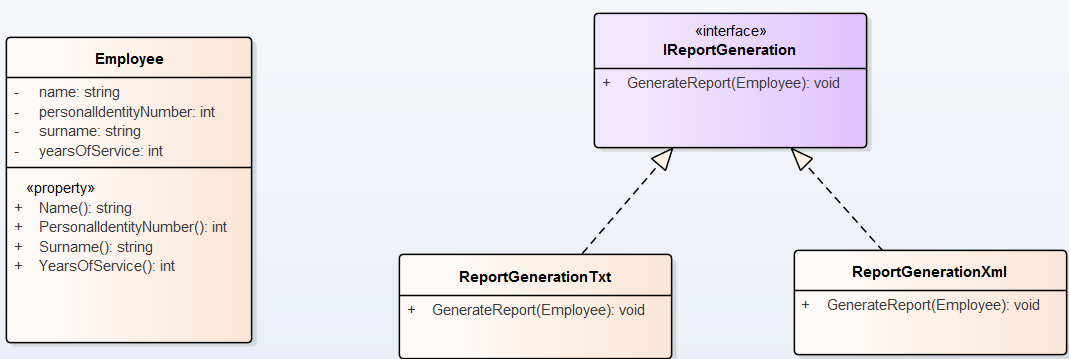 Employee
- name: string
- personalIdentityNumber: int
- surname: string
- yearsOfService: int
«property»
+ Name(): string
+ PersonalIdentityNumber(): int
+ Surname(): string
+ YearsOfService(): int
«interface»
IReportGeneration
+ GenerateReport(Employee): void
ReportGenerationTxt
+ GenerateReport(Employee): void
ReportGenerationXml
+ GenerateReport(Employee): void